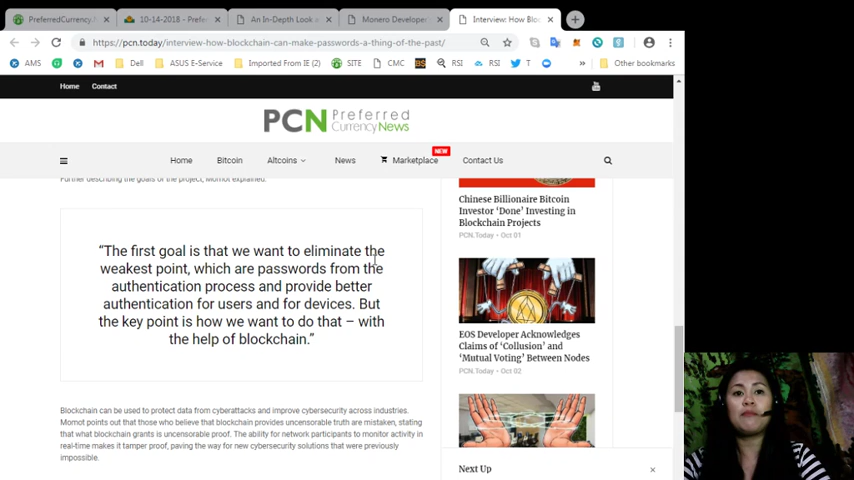 PreferredCurrency.N
10-14-2018 - Prefer
An In-Depth Look a
Monero Developer's
Interview: How Bloc
https://pcn.today/interview-how-blockchain-can-make-passwords-a-thing-of-the-past/
AMS
Dell
ASUS E-Service
Imported From IE (2)
SITE
CMC
RSI
RSI
T
»
Other bookmarks
Home
Contact
PCN Preferred
Currency News
NEW
Home
Bitcoin
Altcoins
News
Marketplace
Contact Us
Further describing the goals of the project, Momot explained:
“The first goal is that we want to eliminate the
weakest point, which are passwords from the
authentication process and provide better
authentication for users and for devices. But
the key point is how we want to do that – with
the help of blockchain.”
Blockchain can be used to protect data from cyberattacks and improve cybersecurity across industries.
Momot points out that those who believe that blockchain provides uncensorable truth are mistaken, stating
that what blockchain grants is uncensorable proof. The ability for network participants to monitor activity in
real-time makes it tamper proof, paving the way for new cybersecurity solutions that were previously
impossible.
Chinese Billionaire Bitcoin
Investor ‘Done’ Investing in
Blockchain Projects
PCN.Today - Oct 01
EOS Developer Acknowledges
Claims of ‘Collusion’ and
‘Mutual Voting’ Between Nodes
PCN.Today - Oct 02
Next Up